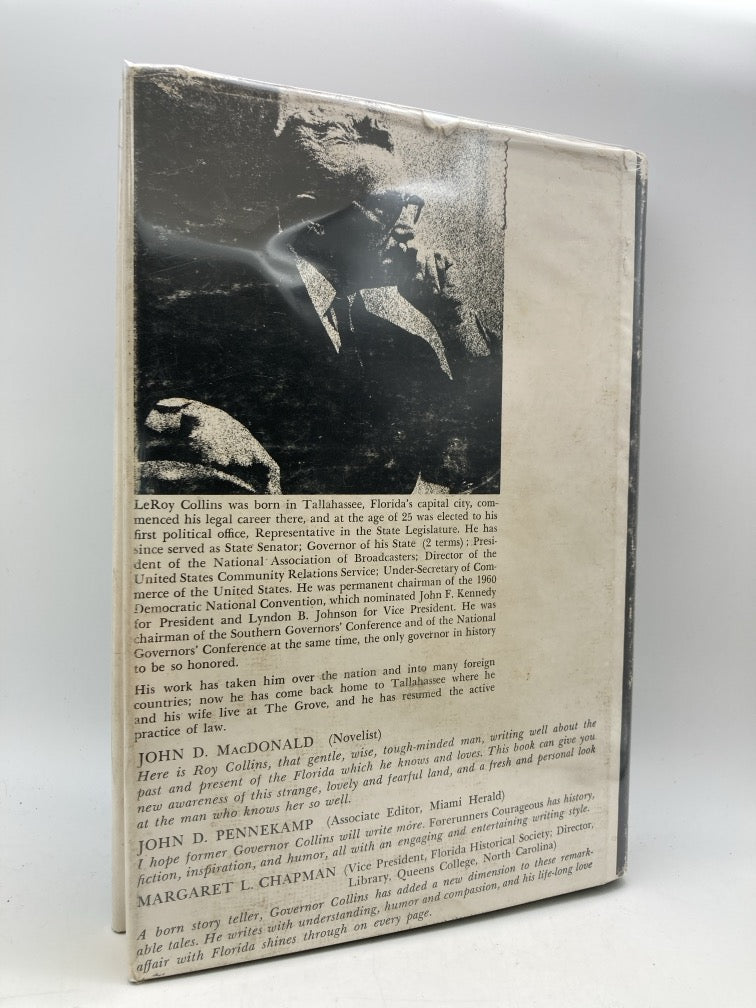 LeRoy Collins was born in Tallahassee, Florida's capital city, com-
menced his legal career there, and at the age of 25 was elected to his
first political office, Representative in the State Legislature. He has
since served as State Senator; Governor of his State (2 terms); Presi-
dent of the National Association of Broadcasters; Director of the
United States Community Relations Service; Under-Secretary of Com-
merce of the United States. He was permanent chairman of the 1960
Democratic National Convention, which nominated John F. Kennedy
for President and Lyndon B. Johnson for Vice President. He was
chairman of the Southern Governors' Conference and of the National
Governors' Conference at the same time, the only governor in history
to be so honored.
His work has taken him over the nation and into many foreign
countries; now he has come back home to Tallahassee where he
and his wife live at The Grove, and he has resumed the active
practice of law.
JOHN D. MACDONALD (Novelist)
Here is Roy Collins, that gentle, wise, tough-minded man, writing well about the
past and present of the Florida which he knows and loves. This book can give you
new awareness of this strange, lovely and fearful land, and a fresh and personal look
at the man who knows her so well.
JOHN D. PENNEKAMP (Associate Editor, Miami Herald)
I hope former Governor Collins will write more. Forerunners Courageous has history,
fiction, inspiration, and humor, all with an engaging and entertaining writing style.
MARGARET L. CHAPMAN (Vice President, Florida Historical Society; Director,
Library, Queens College, North Carolina)
A born story teller, Governor Collins has added a new dimension to these remark-
able tales. He writes with understanding, humor and compassion, and his life-long love
affair with Florida shines through on every page.